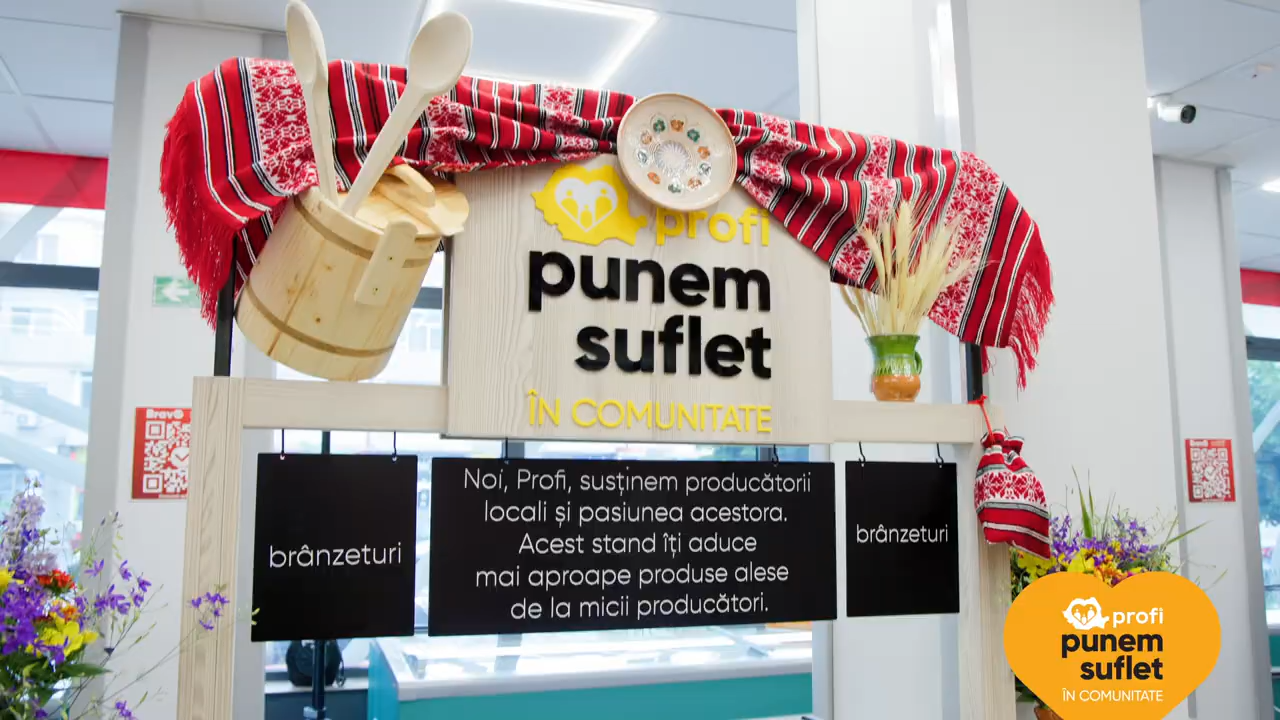 profi
punem
suflet
ÎN COMUNITATE
Noi, Profi, susținem producătorii
locali și pasiunea acestora.
Acest stand îți aduce
mai aproape produse alese
de la micii producători.
brânzeturi
brânzeturi
Bravo
Bravo
profi
punem
suflet
ÎN COMUNITATE